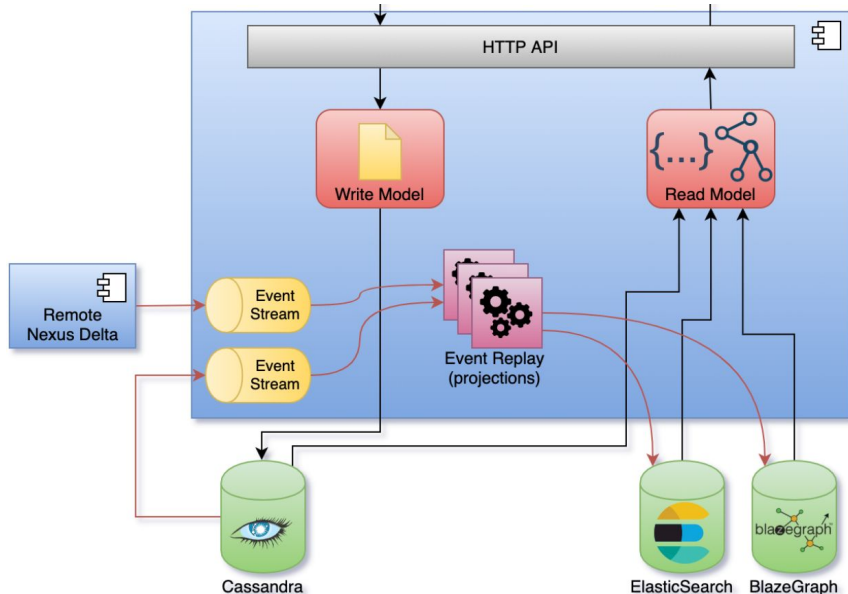 HTTP API
{...}
Write Model
Read Model
Remote
Nexus Delta
Event
Stream
Event
Stream
Event Replay
(projections)
blazegraph™
Cassandra
ElasticSearch
BlazeGraph